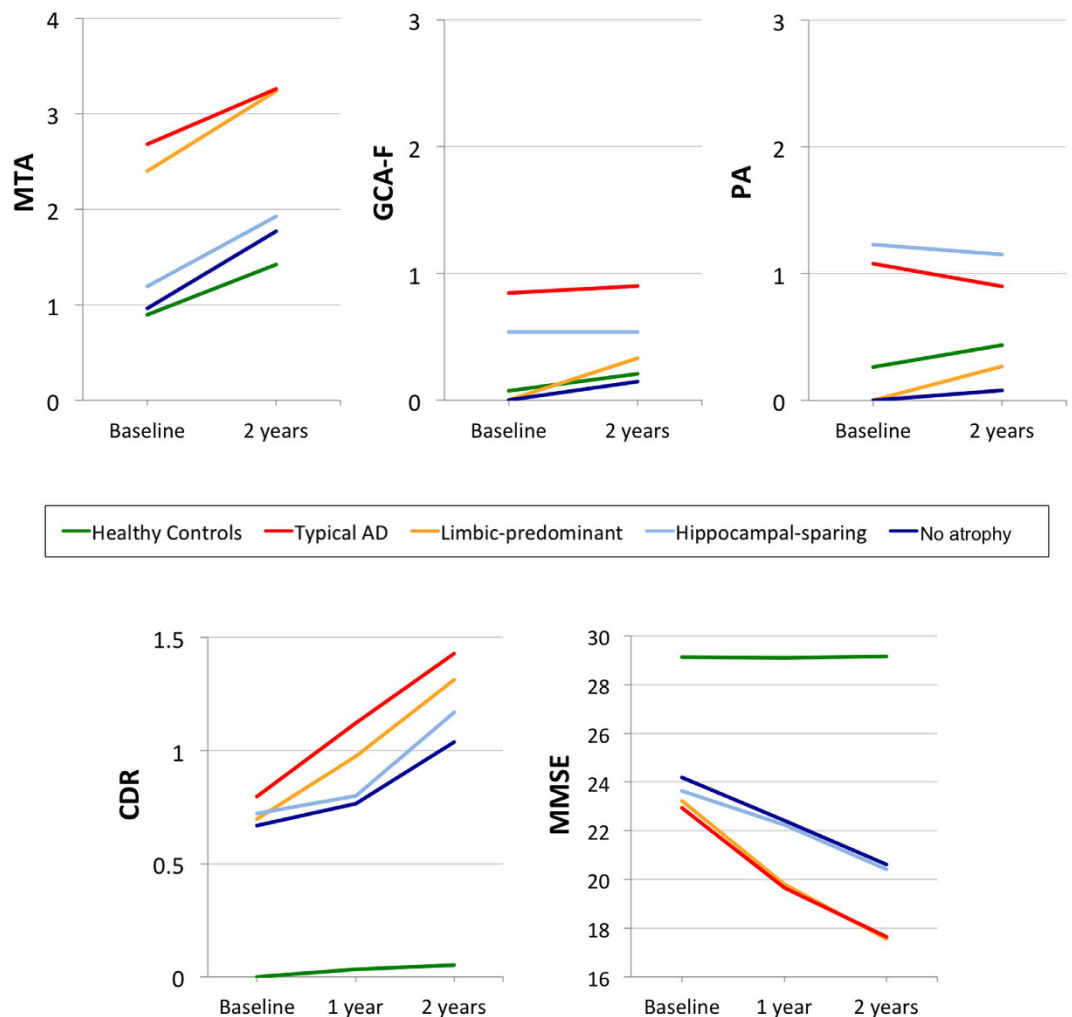 MTA
4
3
2
1
0
Baseline 2 years
GCA-F
3
2
1
0
Baseline 2 years
PA
3
2
1
0
Baseline 2 years
Healthy Controls Typical AD Limbic-predominant Hippocampal-sparing No atrophy
CDR
1.5
1
0.5
0
Baseline 1 year 2 years
MMSE
30
28
26
24
22
20
18
16
Baseline 1 year 2 years